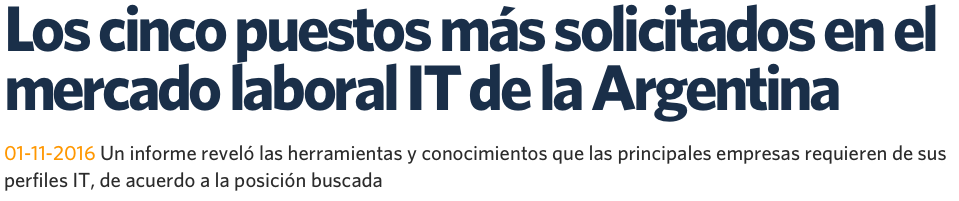 Los cinco puestos más solicitados en el
mercado laboral IT de la Argentina
01-11-2016 Un informe reveló las herramientas y conocimientos que las principales empresas requieren de sus
perfiles IT, de acuerdo a la posición buscada